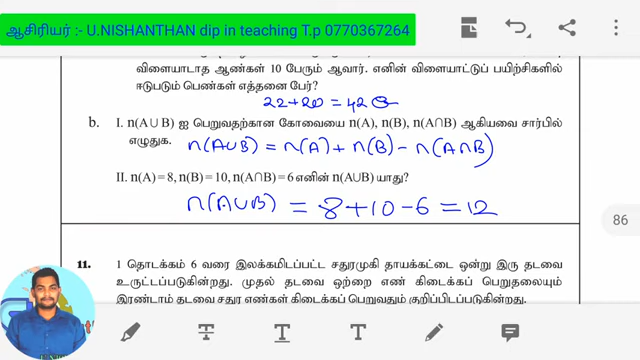 ஆசிரியர் :- U.NISHANTHAN dip in teaching T.p 0770367264
விளையாடாத ஆண்கள் 10 பேரும் ஆவார். எனின் விளையாட்டுப் பயிற்சிகளில்
ஈடுபடும் பெண்கள் எத்தனை பேர்?
22+20 = 42
b. I. n(A∪B) ஐ பெறுவதற்கான கோவையை n(A), n(B), n(A∩B) ஆகியவை சார்பில்
எழுதுக.
n(A∪B) = n(A) + n(B) - n(A∩B)
II. n(A) = 8, n(B) = 10, n(A∩B) = 6 எனின் n(A∪B) யாது?
n(A∪B) = 8+10-6 = 12
86
11. 1 தொடக்கம் 6 வரை இலக்கமிடப்பட்ட சதுரமுகி தாயக்கட்டை ஒன்று இரு தடவை
உருட்டப்படுகின்றது. முதல் தடவை ஒற்றை எண் கிடைக்கப் பெறுதலையும்
இரண்டாம் தடவை சதுர எண்கள் கிடைக்கப் பெறுவதும் குறிப்பிடப்படுகின்றது.